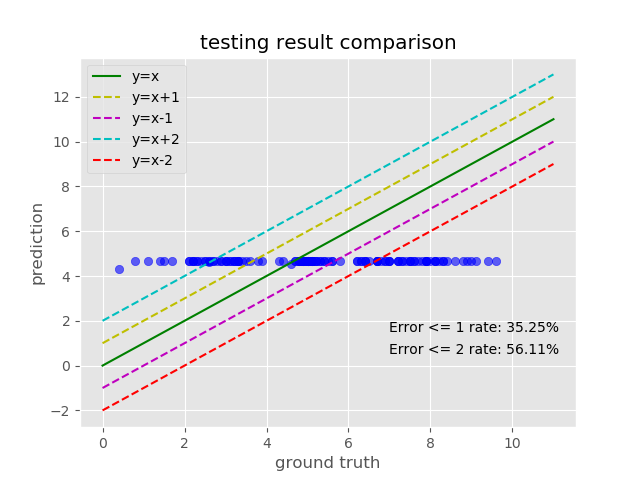 testing result comparison
y=x
y=x+1
y=x-1
y=x+2
y=x-2
12
10
8
6
4
2
0
−2
prediction
Error <= 1 rate: 35.25%
Error <= 2 rate: 56.11%
0 2 4 6 8 10
ground truth